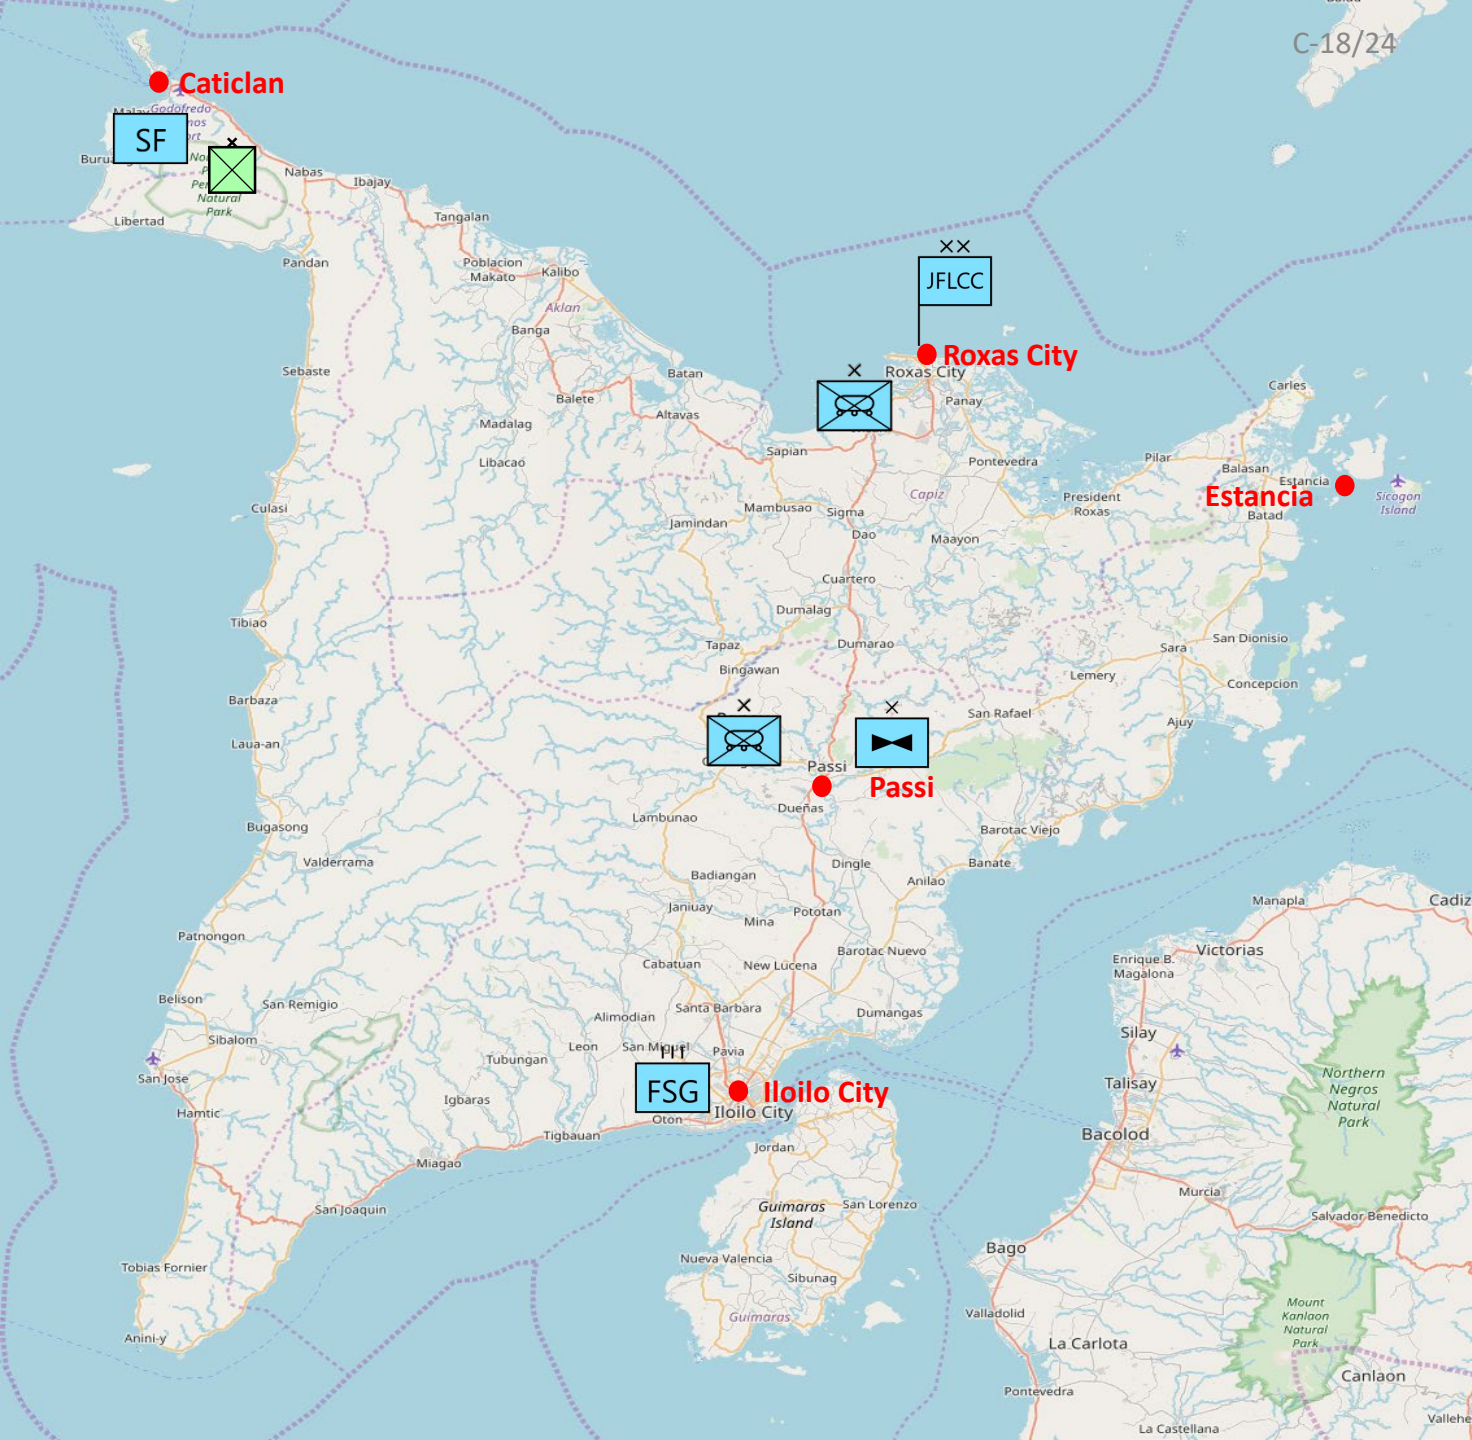 C-18/24
Caticlan
Godofredo
SF
Nabas
Ibajay
Natural
Park
Libertad
Tangalan
Pandan
Poblacion
Makato
Kalibo
Aklan
JFLCC
Banga
Roxas City
Roxas City
Sebaste
Batan
Carles
Balete
Altavas
Panay
Madalag
Sapian
Libacao
Pontevedra
Pilar
Balasan
Estancia
Estancia
Sicogon
Island
Capiz
President
Roxas
Culasi
Mambusao
Sigma
Batad
Jamindan
Dao
Maayon
Cuartero
Dumalag
Tibiao
San Dionisio
Tapaz
Dumarao
Sara
Bingawan
Lemery
Concepcion
Barbaza
San Rafael
Ajuy
Laua-an
Passi
Passi
Dueñas
Lambunao
Bugasong
Barotac Viejo
Valderrama
Dingle
Banate
Badiangan
Anilao
Janiuay
Mina
Pototan
Manapla
Cadiz
Patnongon
Barotac Nuevo
Victorias
Cabatuan
New Lucena
Enrique B.
Magalona
Belison
San Remigio
Santa Barbara
Alimodian
Dumangas
Sibalom
Silay
Leon
San Miguel
Pavia
Tubungan
San Jose
FSG
Iloilo City
Iloilo City
Talisay
Northern
Negros
Natural
Park
Igbaras
Hamtic
Oton
Tigbauan
Bacolod
Jordan
Miagao
Murcia
San Joaquin
Guimaras
Island
San Lorenzo
Salvador Benedicto
Bago
Nueva Valencia
Tobias Fornier
Sibunag
Mount
Kanlaon
Natural
Park
Guimaras
Valladolid
Anini-y
La Carlota
Canlaon
Pontevedra
La Castellana